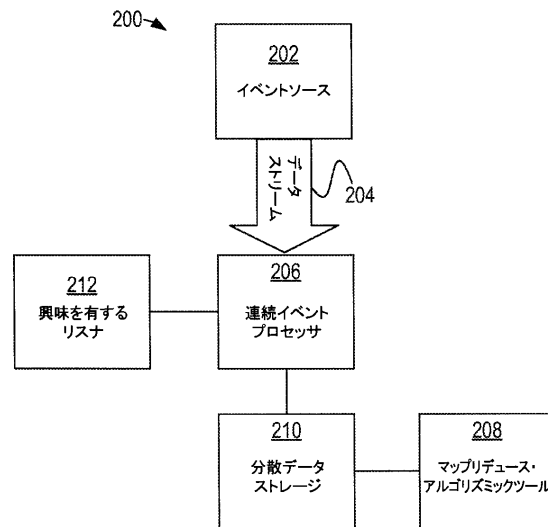 200
202
イベントソース
データ
ストリーム
204
212
興味を有する
リスナ
206
連続イベント
プロセッサ
210
分散データ
ストレージ
208
マップリデュース・
アルゴリズミックツール